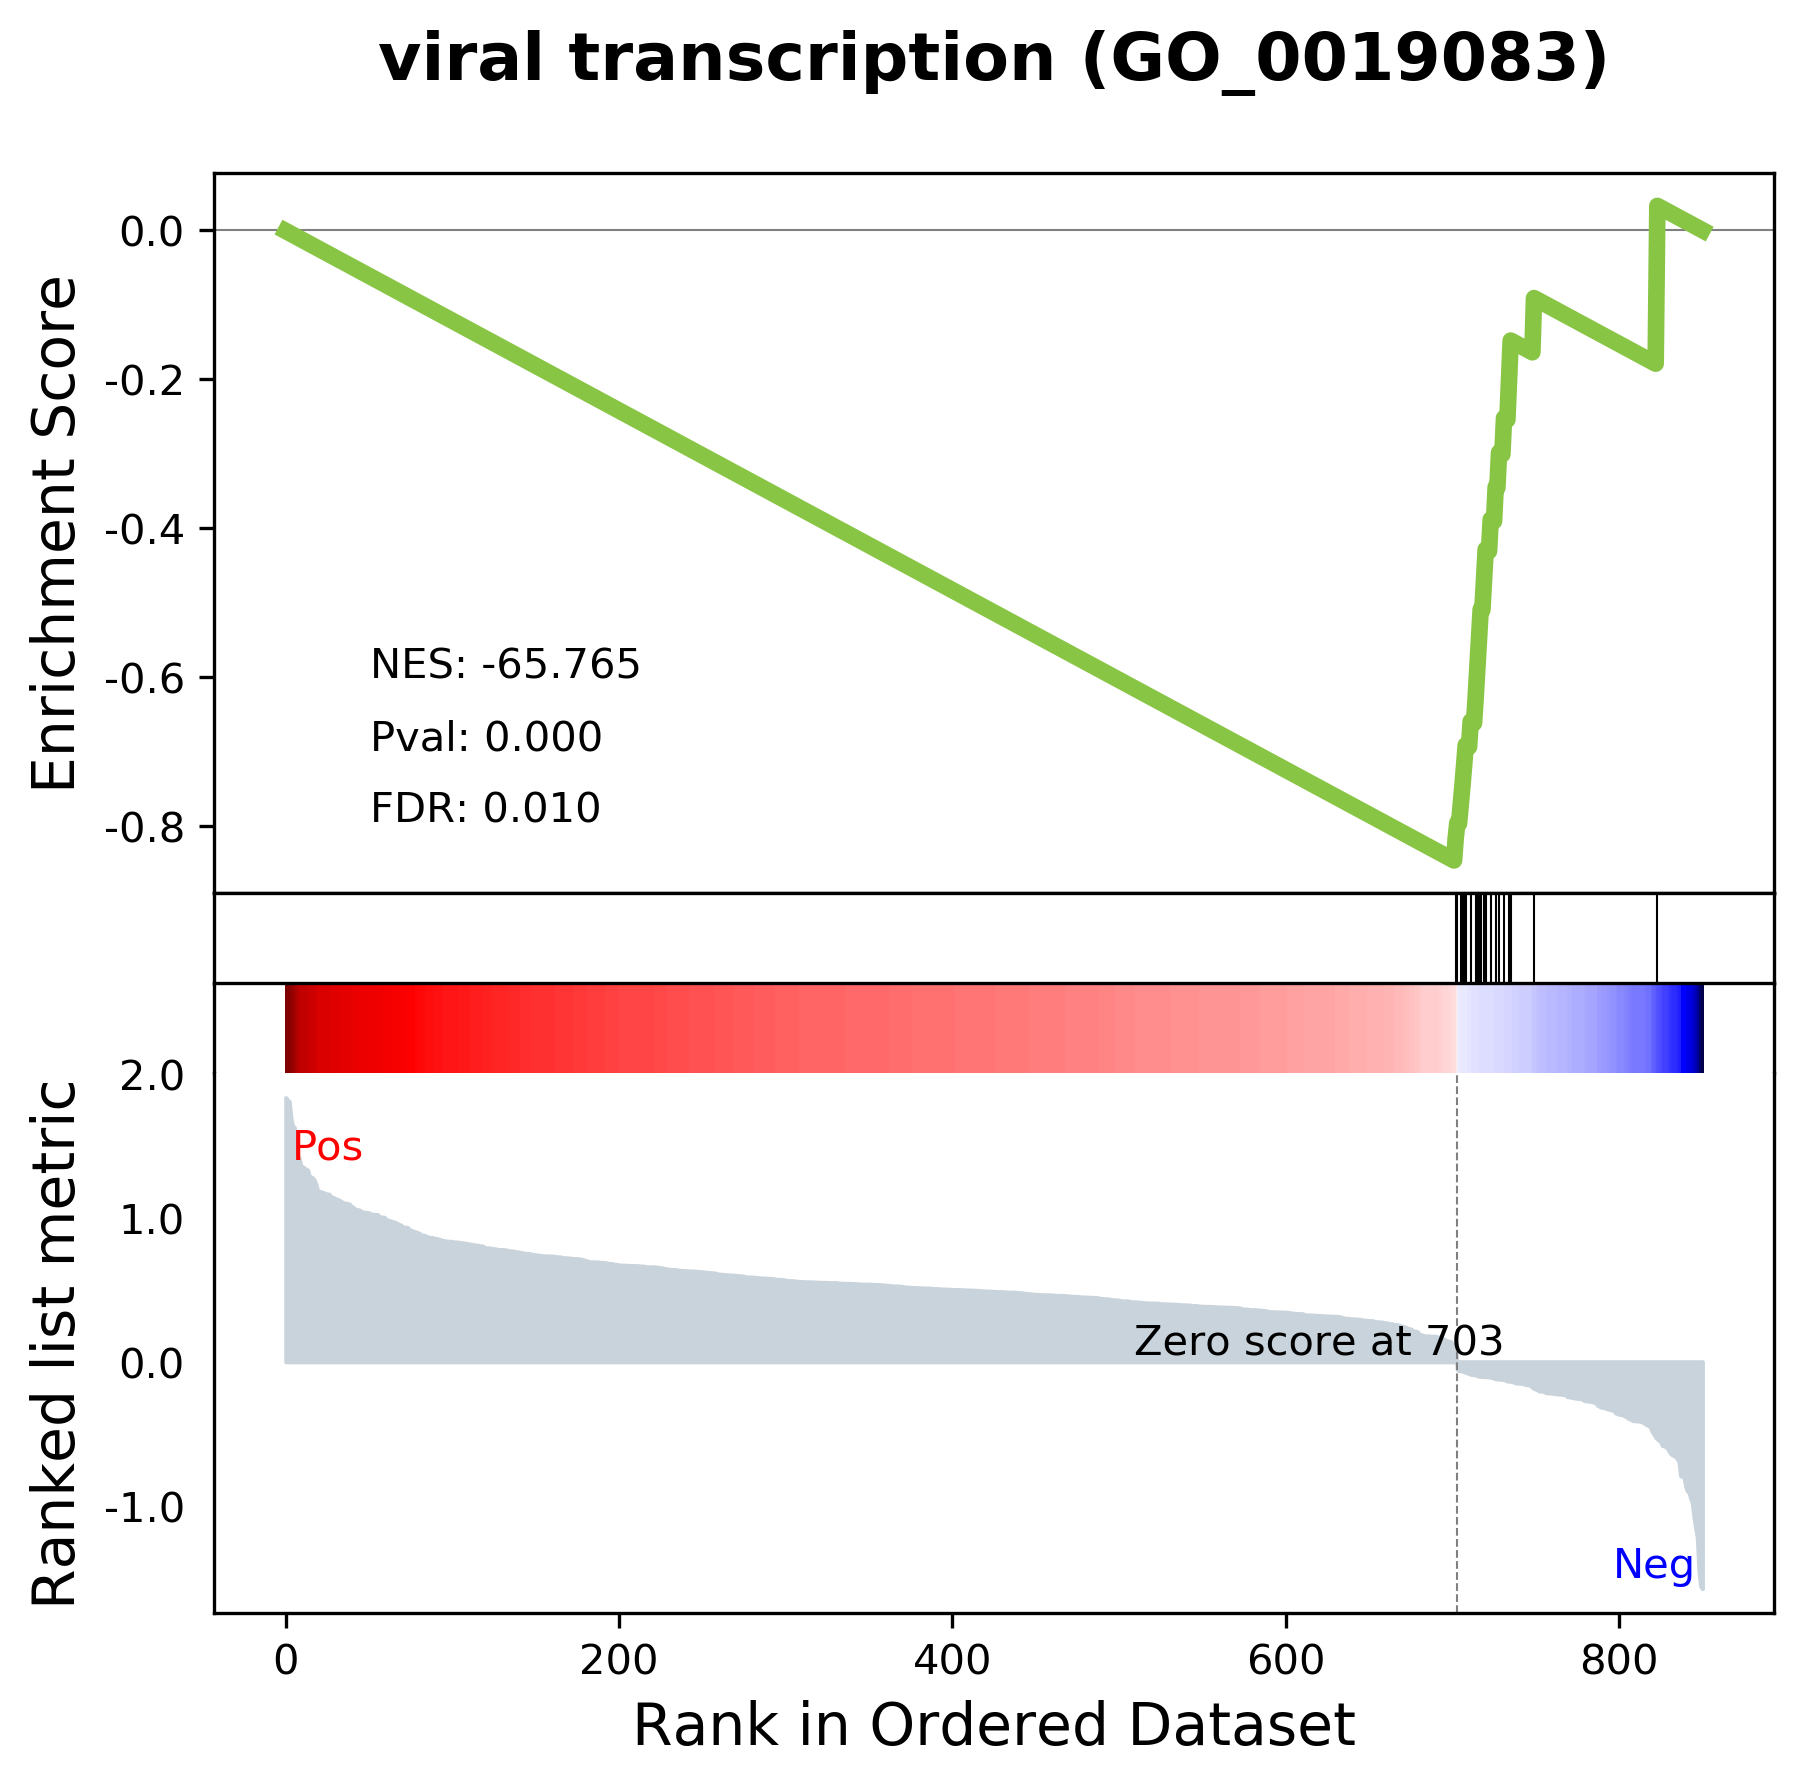 viral transcription (GO_0019083)
Enrichment Score
0.0
-0.2
-0.4
-0.6
-0.8
NES: -65.765
Pval: 0.000
FDR: 0.010
Ranked list metric
2.0
1.0
0.0
-1.0
Pos
Zero score at 703
Neg
0 200 400 600 800
Rank in Ordered Dataset